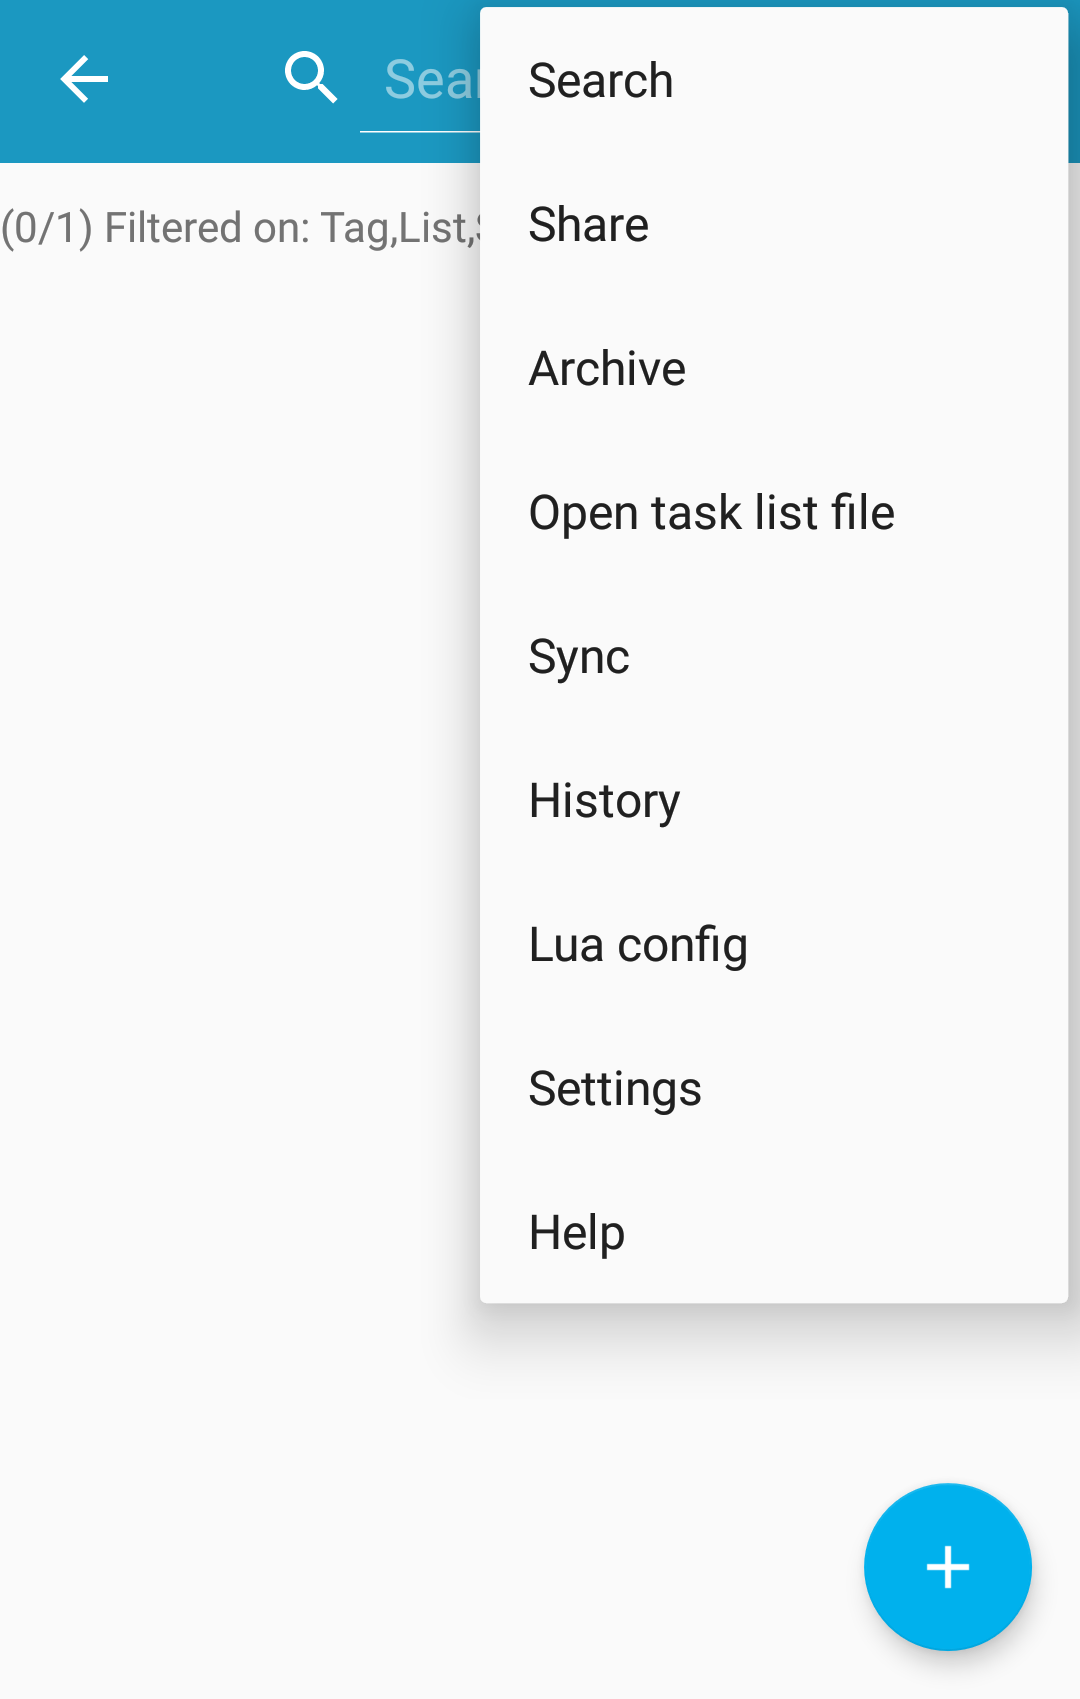 Search
(0/1) Filtered on: Tag,List,
Share
Archive
Open task list file
Sync
History
Lua config
Settings
Help